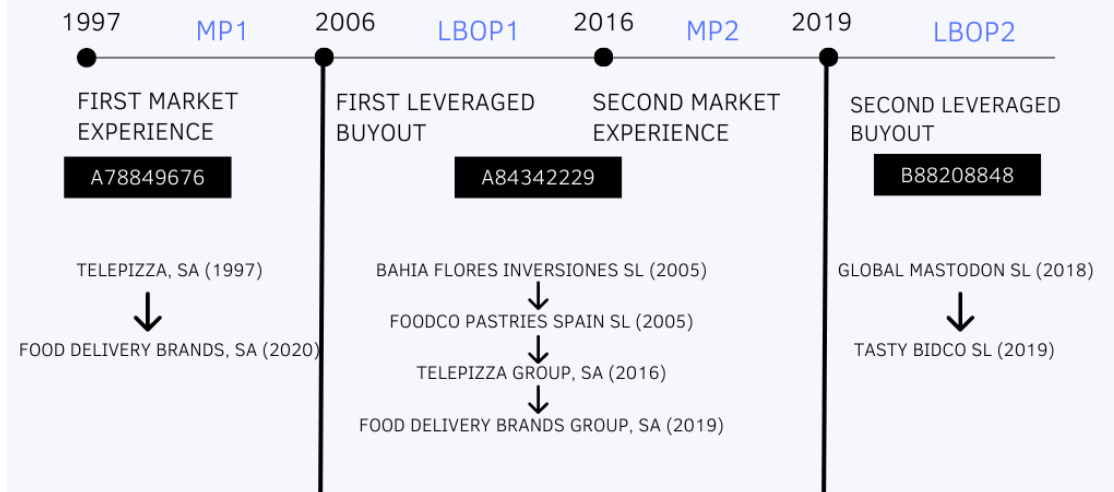 1997
MP1
2006
LBOP1
2016
MP2
2019
LBOP2
FIRST MARKET
EXPERIENCE
A78849676
TELEPIZZA, SA (1997)
FOOD DELIVERY BRANDS, SA (2020)
FIRST LEVERAGED
BUYOUT
SECOND MARKET
EXPERIENCE
A84342229
BAHIA FLORES INVERSIONES SL (2005)
FOODCO PASTRIES SPAIN SL (2005)
TELEPIZZA GROUP, SA (2016)
FOOD DELIVERY BRANDS GROUP, SA (2019)
SECOND LEVERAGED
BUYOUT
B88208848
GLOBAL MASTODON SL (2018)
TASTY BIDCO SL (2019)